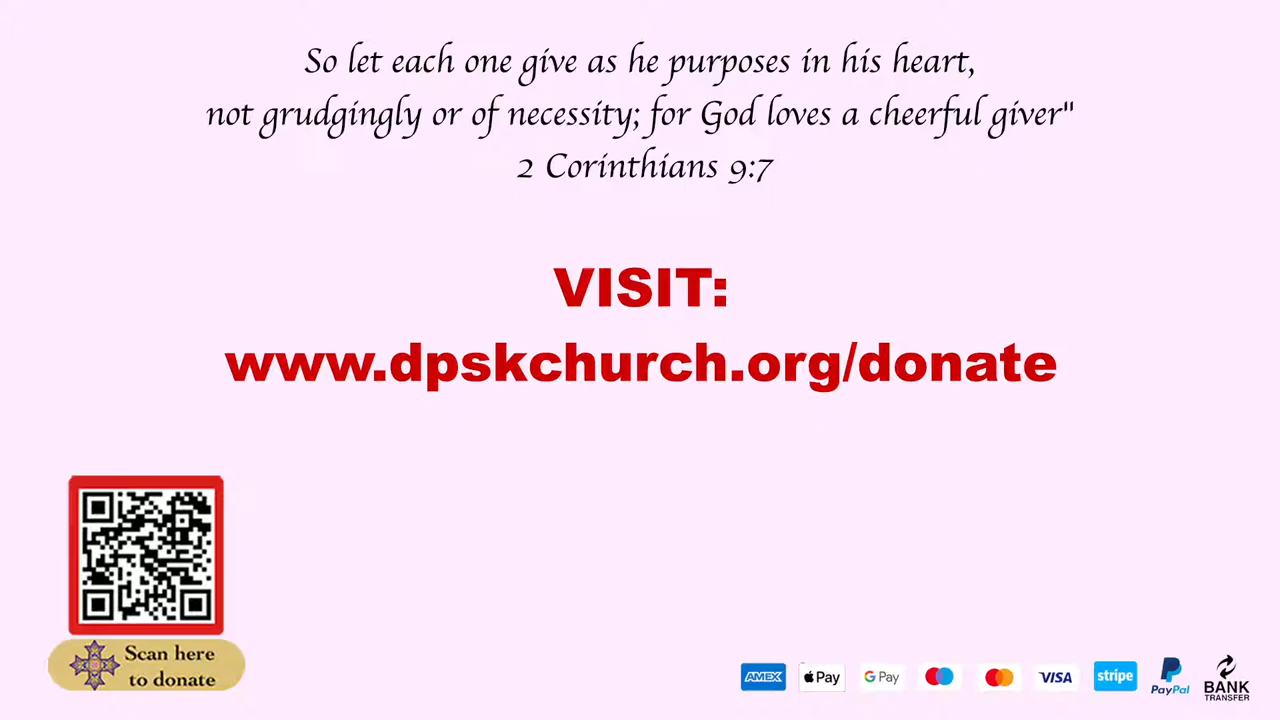 So let each one give as he purposes in his heart,
not grudgingly or of necessity; for God loves a cheerful giver"
2 Corinthians 9:7
VISIT:
www.dpskchurch.org/donate
Scan here
to donate
AMEX
Pay
G Pay
VISA
stripe
PayPal
BANK
TRANSFER